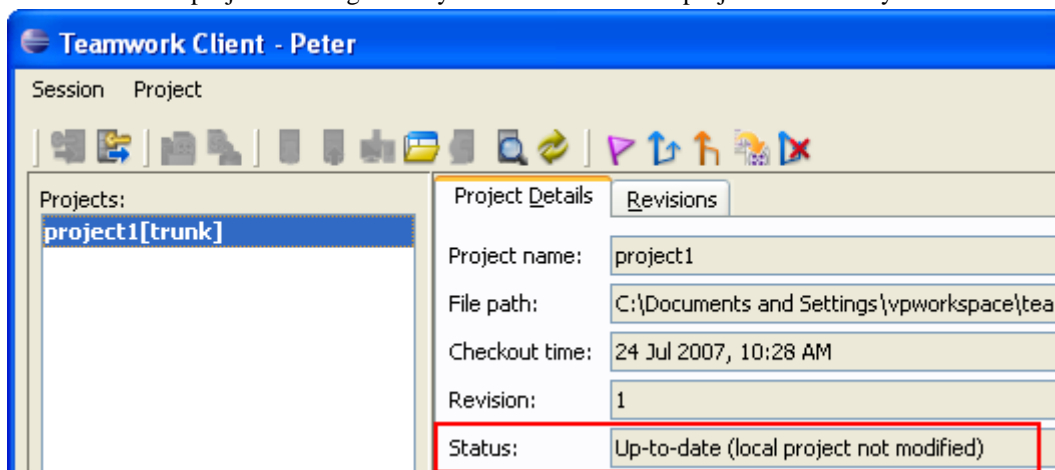 Teamwork Client - Peter
Session Project
Projects:
project1[trunk]
Project Details Revisions
Project name: project1
File path: C:\Documents and Settings\vpworkspace\tea
Checkout time: 24 Jul 2007, 10:28 AM
Revision: 1
Status: Up-to-date (local project not modified)